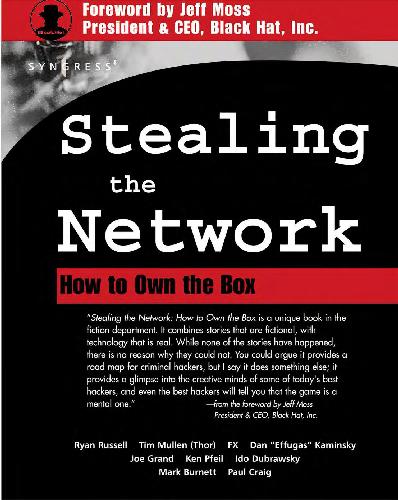 Foreword by Jeff Moss
President & CEO, Black Hat, Inc.
SYNGRESS®
Stealing
the
Network
How to Own the Box
"Stealing the Network: How to Own the Box is a unique book in the
fiction department. It combines stories that are fictional, with
technology that is real. While none of the stories have happened,
there is no reason why they could not. You could argue it provides a
road map for criminal hackers, but I say it does something else; it
provides a glimpse into the creative minds of some of today's best
hackers, and even the best hackers will tell you that the game is a
mental one."
—from the foreword by Jeff Moss
President & CEO, Black Hat, Inc.
Ryan Russell Tim Mullen (Thor) FX Dan "Effugas" Kaminsky
Joe Grand Ken Pfeil Ido Dubrawsky
Mark Burnett Paul Craig